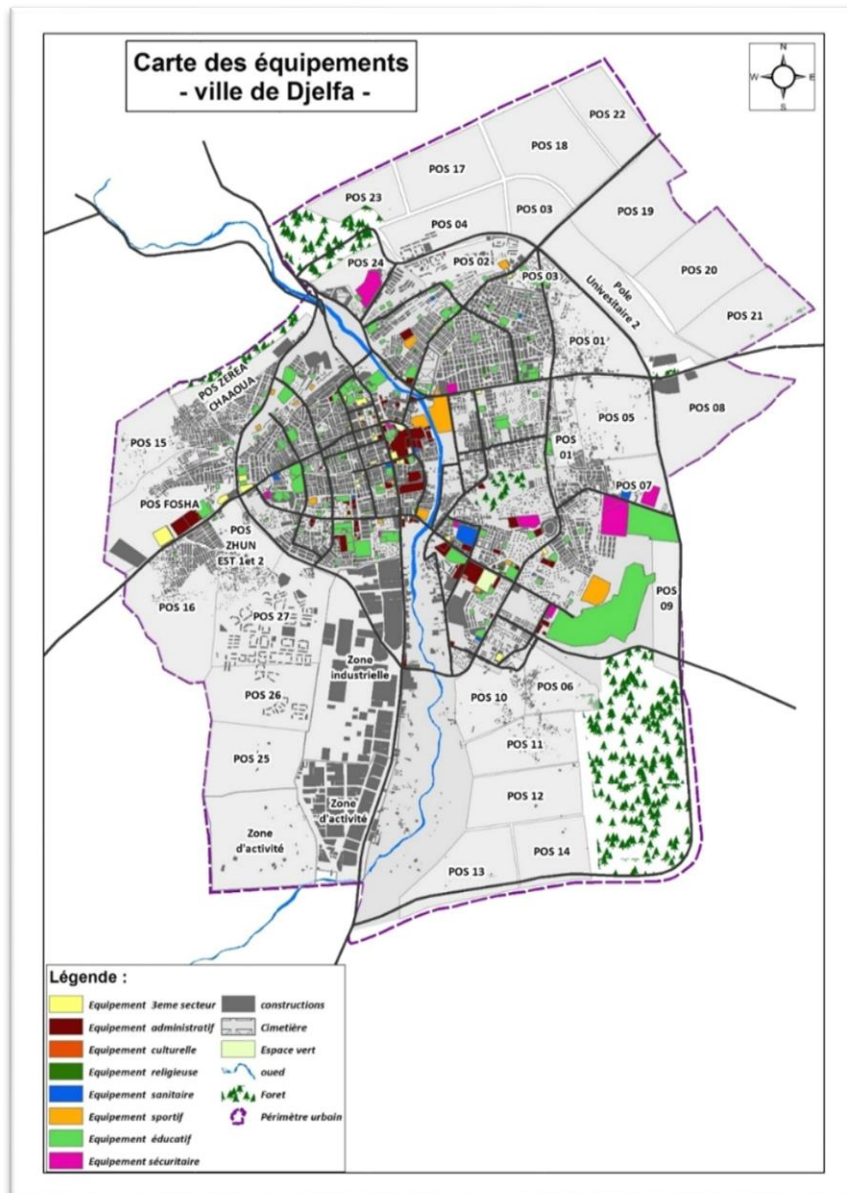 Carte des équipements
- ville de Djelfa -
N
W E
S
POS 22
POS 18
POS 17
POS 23
POS 19
POS 03
POS 04
POS 24
POS 02
POS 03
POS 20
Pole
Univesitaire 2
POS 21
POS 01
POS ZEREA
CHAAOUA
POS 05
POS 08
POS 15
POS
01
POS 07
POS FOSHA
POS
ZHUN
EST 1et 2
POS 16
POS
09
POS 27
Zone
industrielle
POS 26
POS 10
POS 06
POS 11
POS 25
POS 12
Zone
d'activité
Zone
d'activité
POS 13
POS 14
Légende :
Equipement 3eme secteur
Equipement administratif
Equipement culturelle
Equipement religieuse
Equipement sanitaire
Equipement sportif
Equipement éducatif
Equipement sécuritaire
constructions
Cimetière
Espace vert
oued
Foret
Périmètre urbain